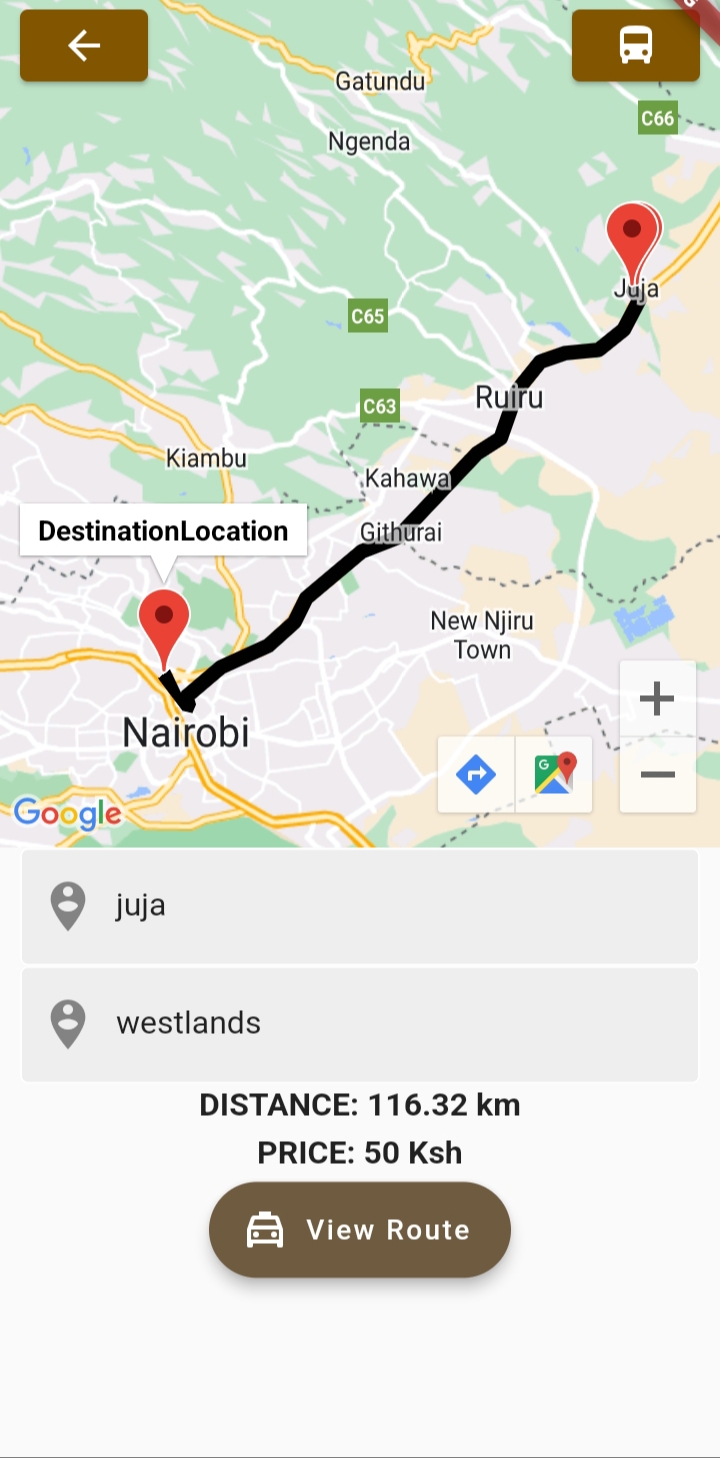 Gatundu
C66
Ngenda
Juja
C65
Ruiru
C63
Kiambu
Kahawa
DestinationLocation
Githurai
New Njiru
Town
Nairobi
Google
juja
westlands
DISTANCE: 116.32 km
PRICE: 50 Ksh
View Route